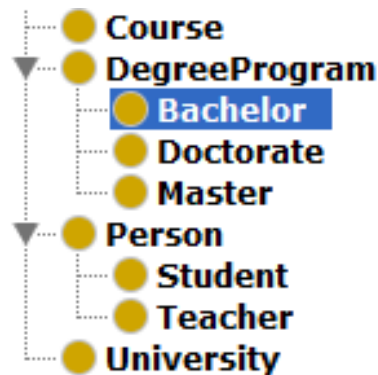 Course
DegreeProgram
Bachelor
Doctorate
Master
Person
Student
Teacher
University